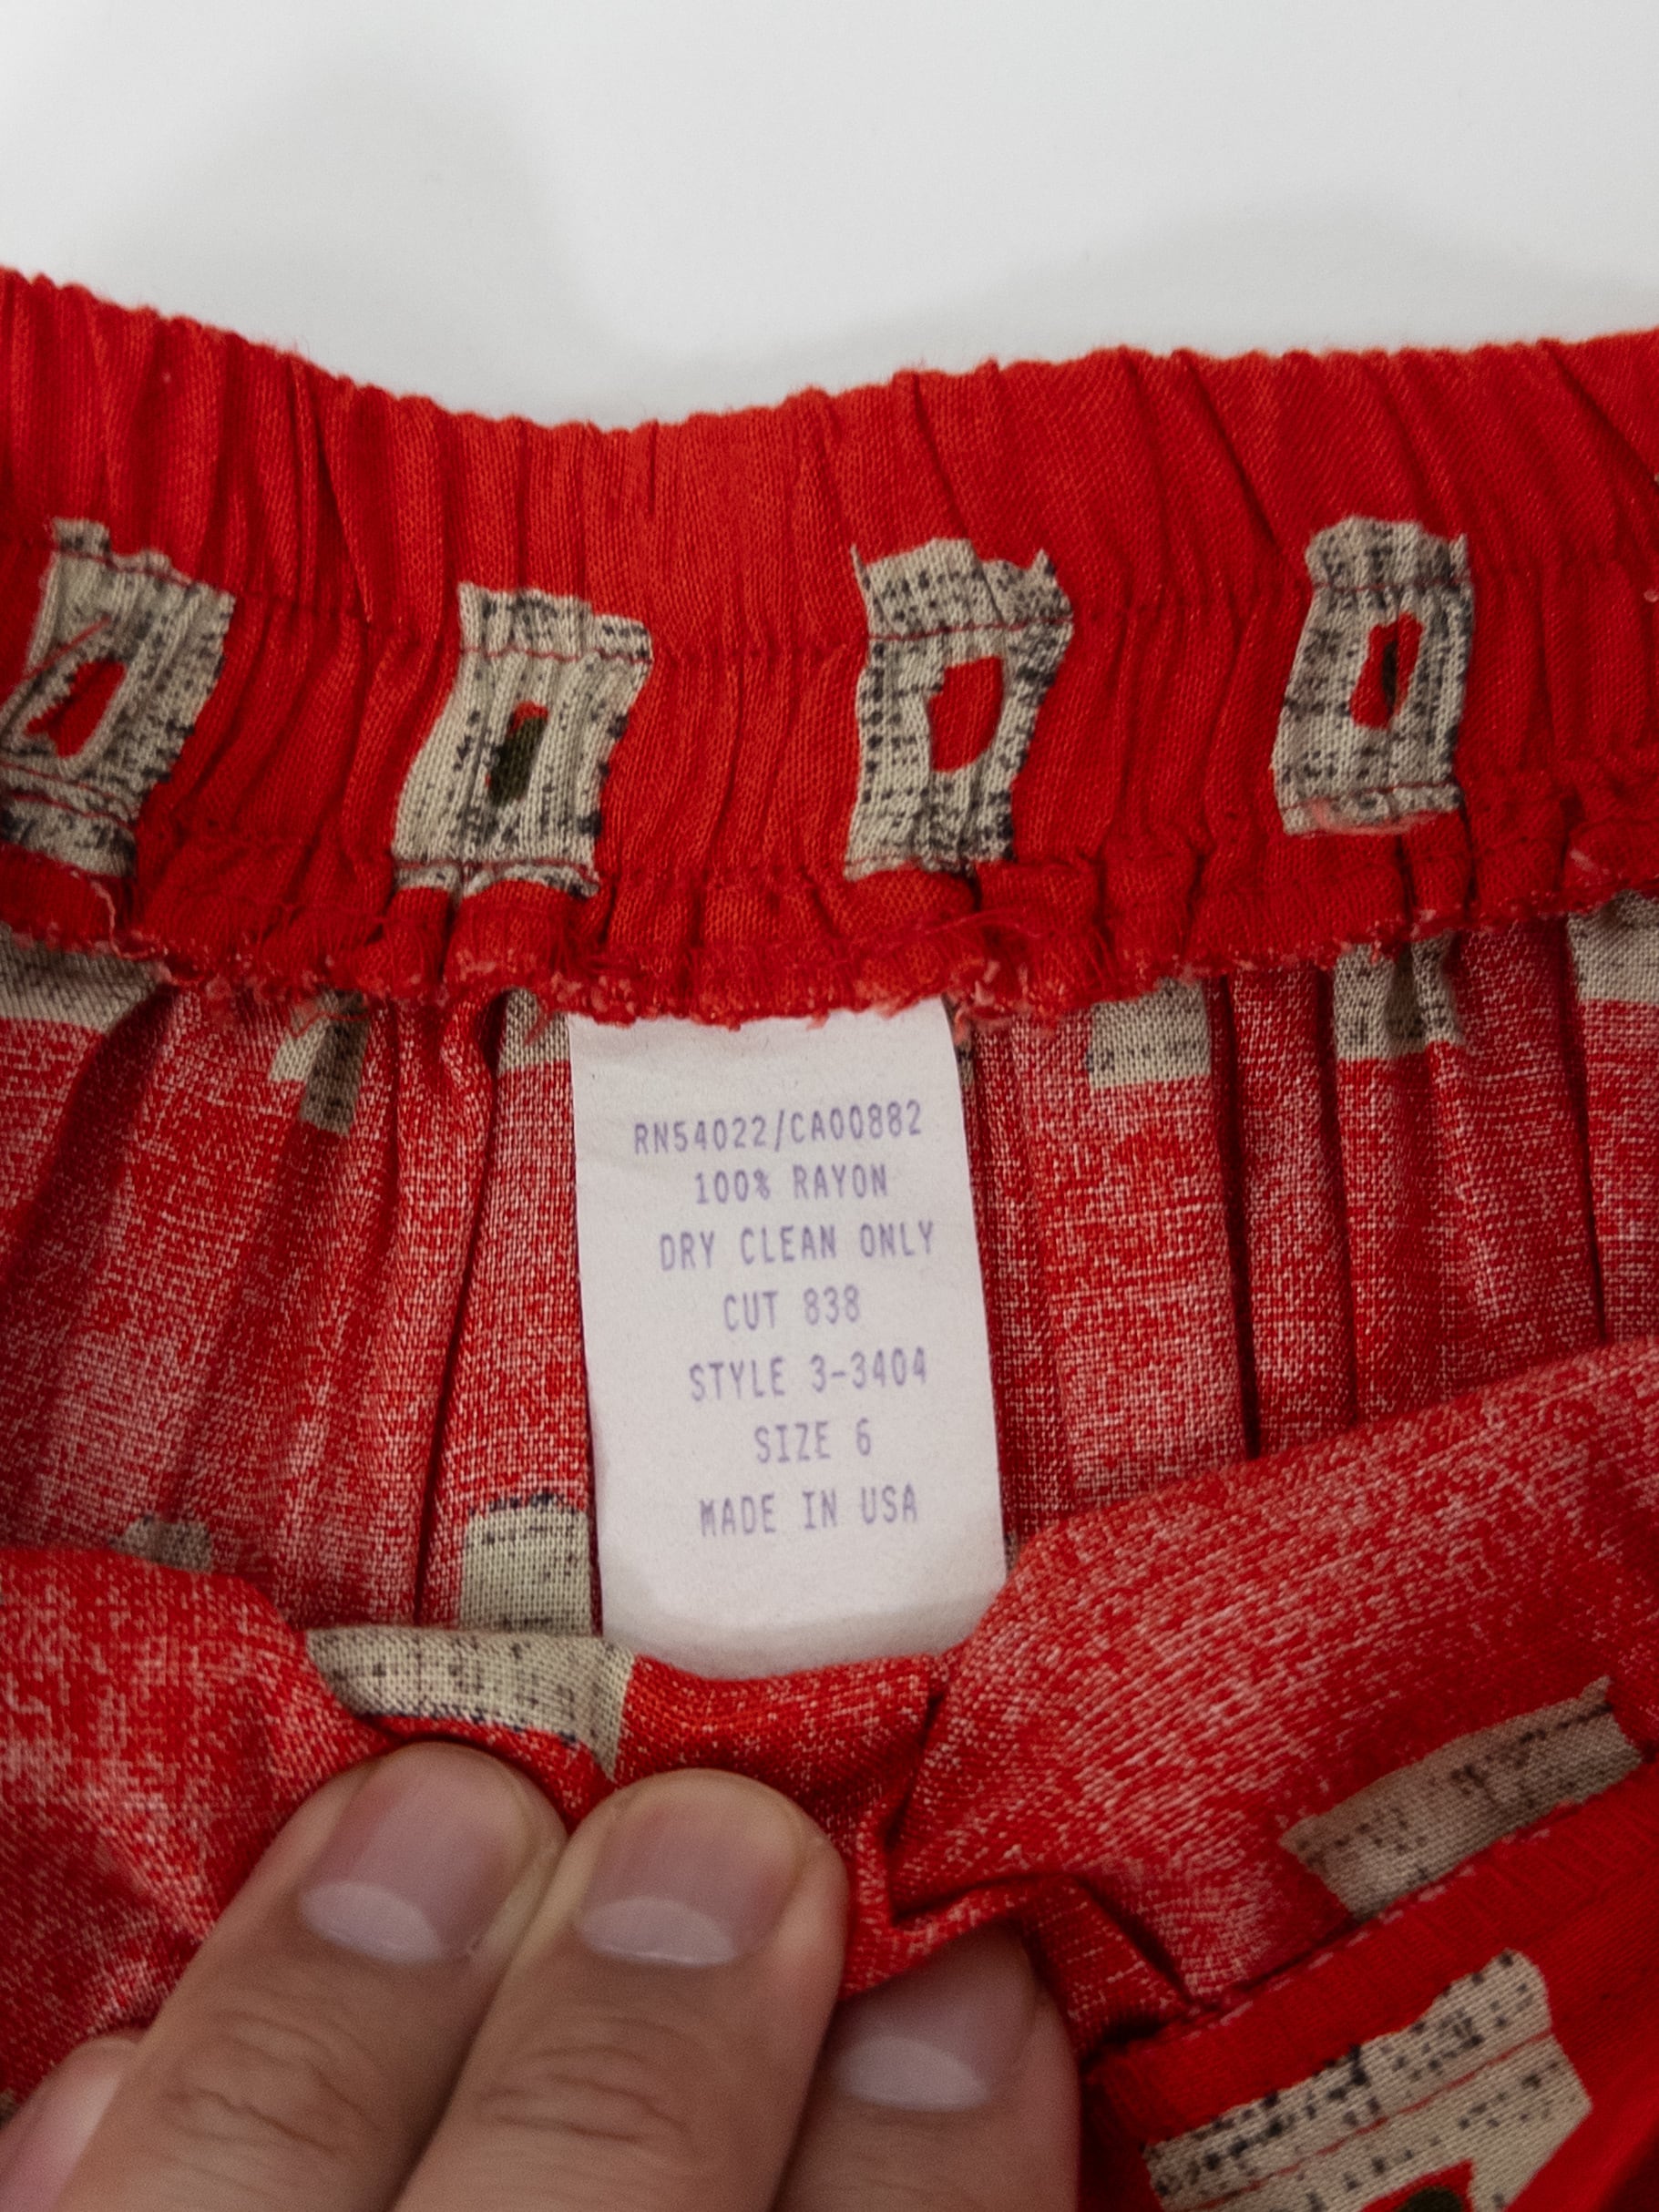 RN54022/CA00882
100% RAYON
DRY CLEAN ONLY
CUT 838
STYLE 3-3404
SIZE 6
MADE IN USA